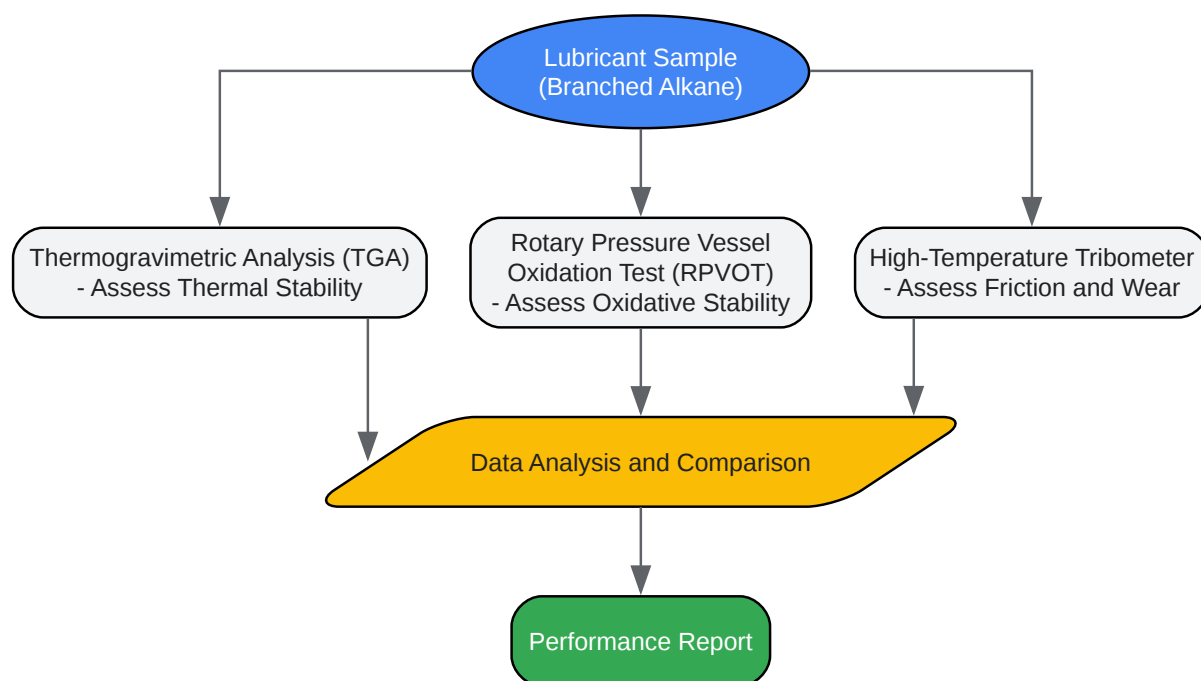 Lubricant Sample
(Branched Alkane)
Thermogravimetric Analysis (TGA)
- Assess Thermal Stability
Rotary Pressure Vessel
Oxidation Test (RPVOT)
- Assess Oxidative Stability
High-Temperature Tribometer
- Assess Friction and Wear
Data Analysis and Comparison
Performance Report